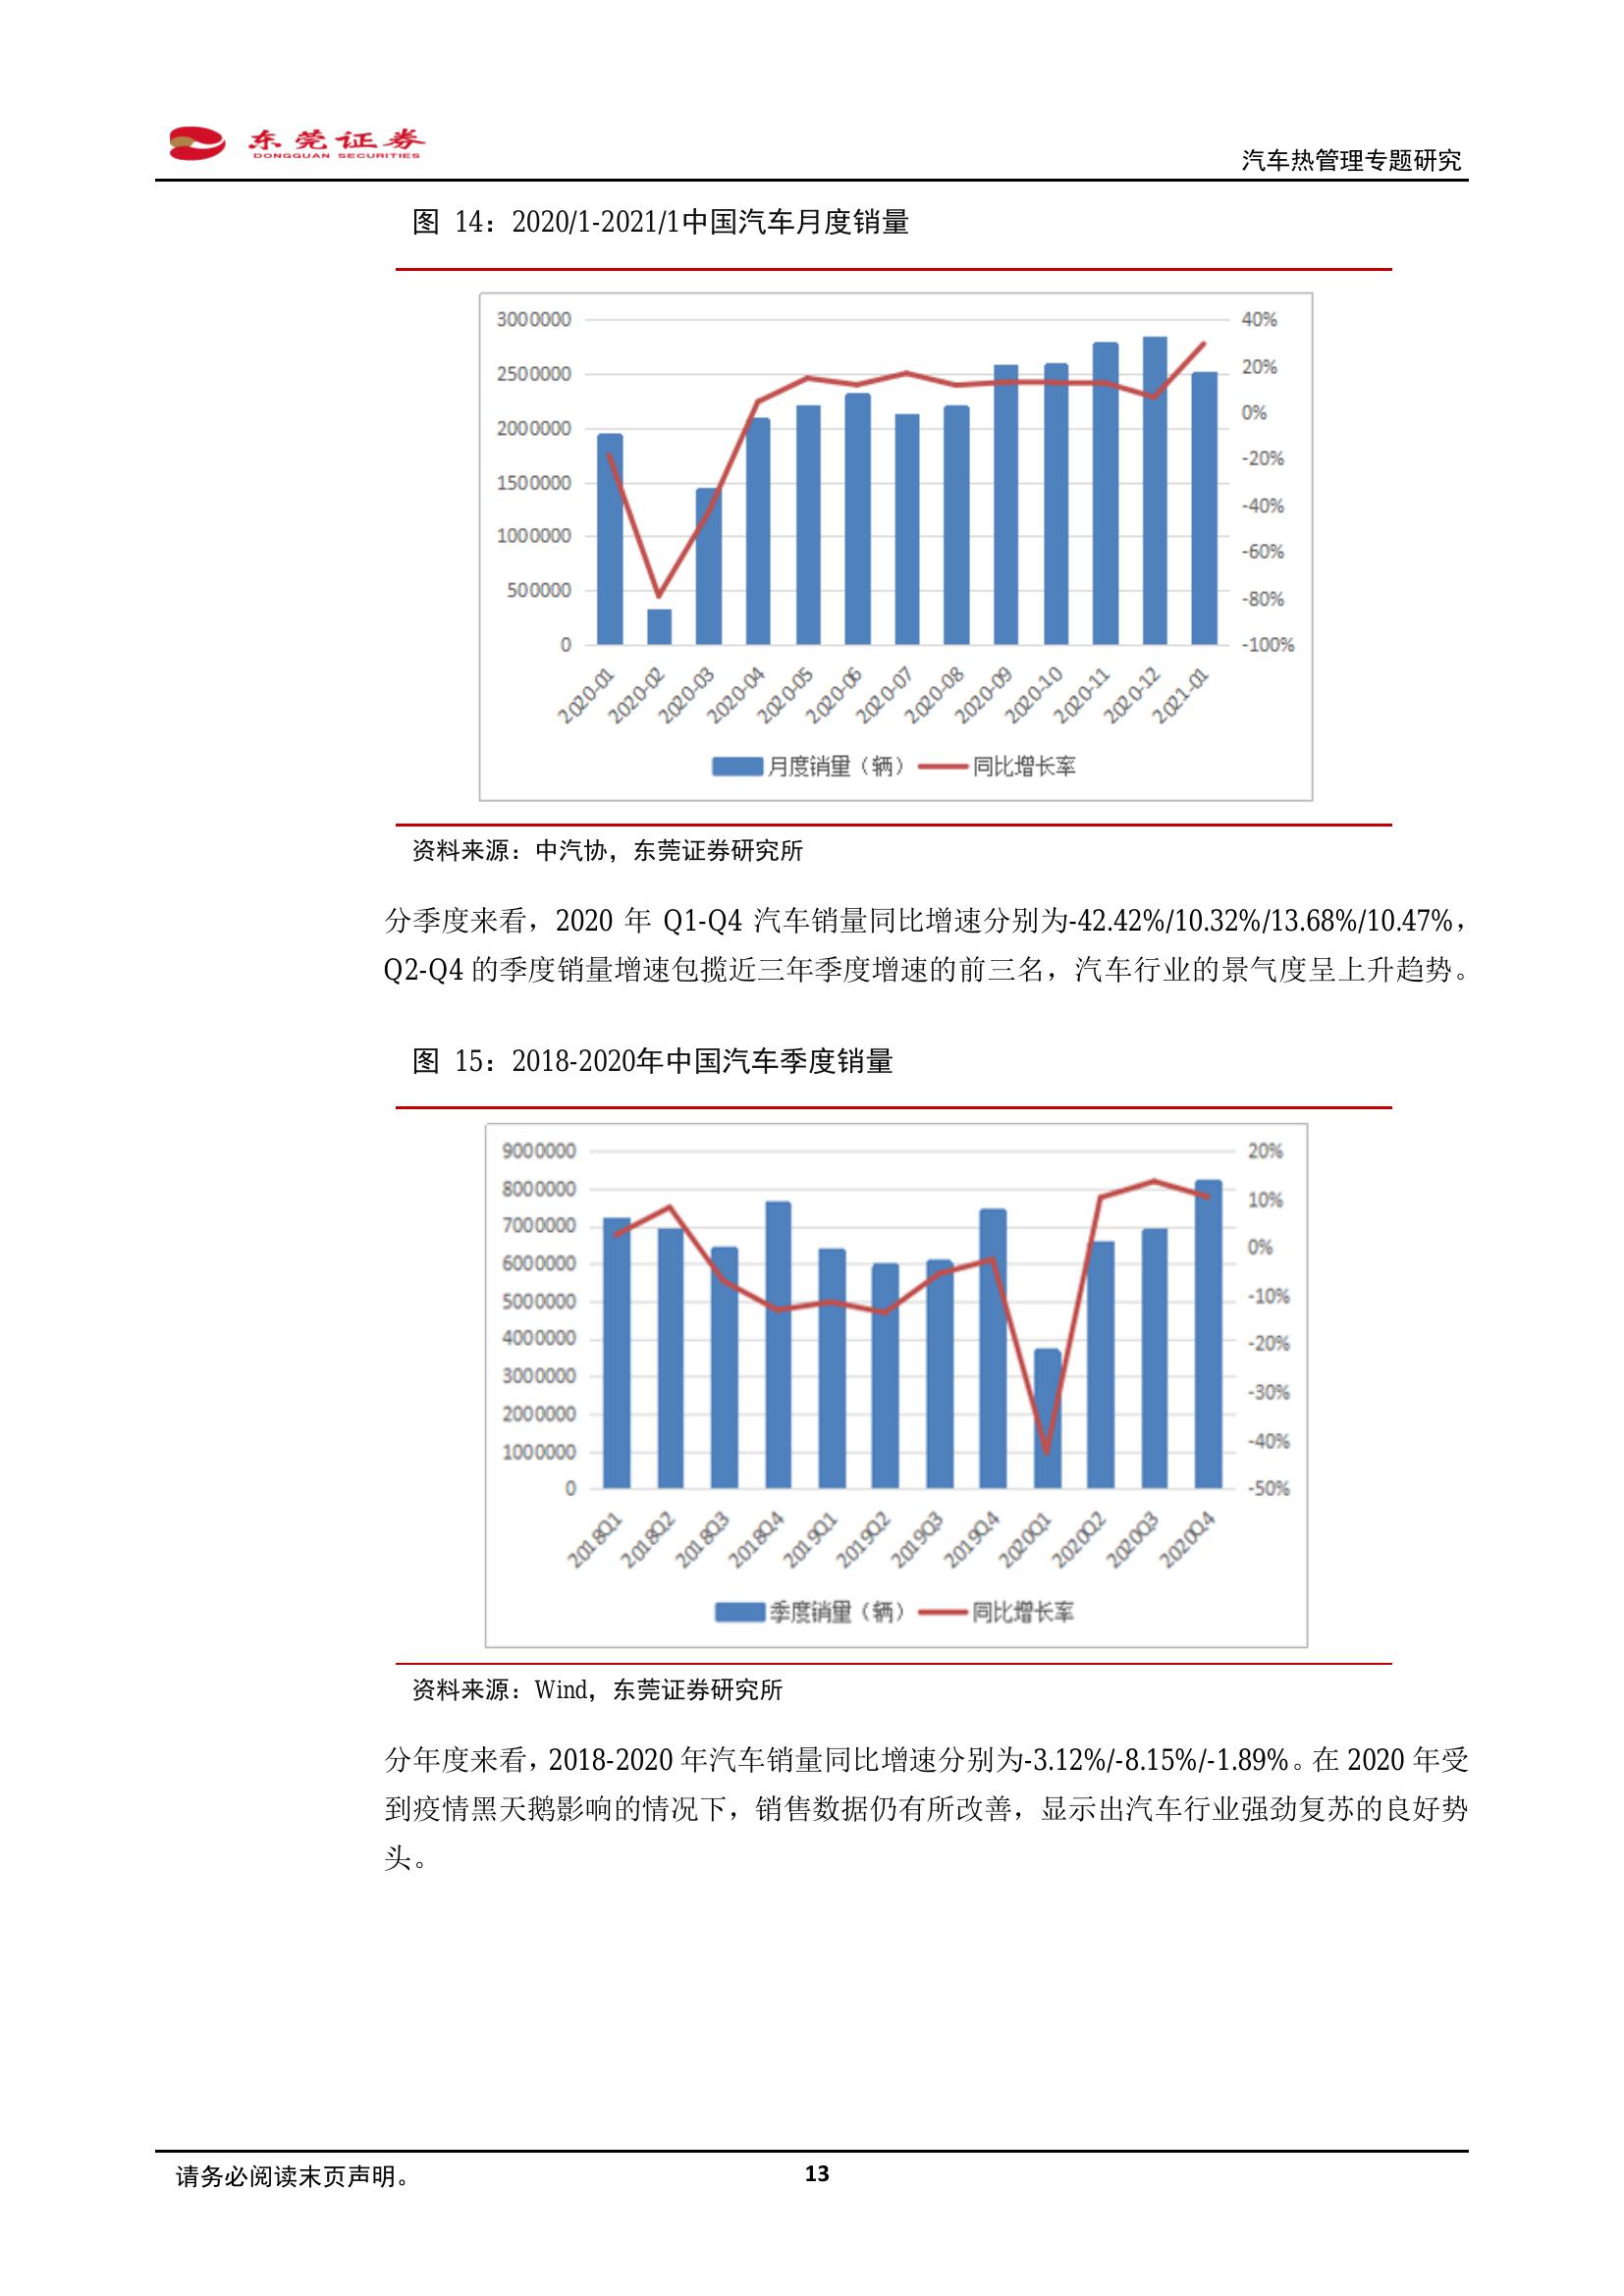 东莞证券
DONGGUAN SECURITIES
汽车热管理专题研究
图 14：2020/1-2021/1中国汽车月度销量
3000000
2500000
2000000
1500000
1000000
500000
0
40%
20%
0%
-20%
-40%
-60%
-80%
-100%
2020-01
2020-02
2020-03
2020-04
2020-05
2020-06
2020-07
2020-08
2020-09
2020-10
2020-11
2020-12
2021-01
月度销量（辆） 同比增长率
资料来源：中汽协，东莞证券研究所
分季度来看，2020 年 Q1-Q4 汽车销量同比增速分别为-42.42%/10.32%/13.68%/10.47%，
Q2-Q4 的季度销量增速包揽近三年季度增速的前三名，汽车行业的景气度呈上升趋势。
图 15：2018-2020年中国汽车季度销量
9000000
8000000
7000000
6000000
5000000
4000000
3000000
2000000
1000000
0
20%
10%
0%
-10%
-20%
-30%
-40%
-50%
2018Q1
2018Q2
2018Q3
2018Q4
2019Q1
2019Q2
2019Q3
2019Q4
2020Q1
2020Q2
2020Q3
2020Q4
季度销量（辆） 同比增长率
资料来源：Wind，东莞证券研究所
分年度来看，2018-2020 年汽车销量同比增速分别为-3.12%/-8.15%/-1.89%。在 2020 年受
到疫情黑天鹅影响的情况下，销售数据仍有所改善，显示出汽车行业强劲复苏的良好势
头。
请务必阅读末页声明。
13